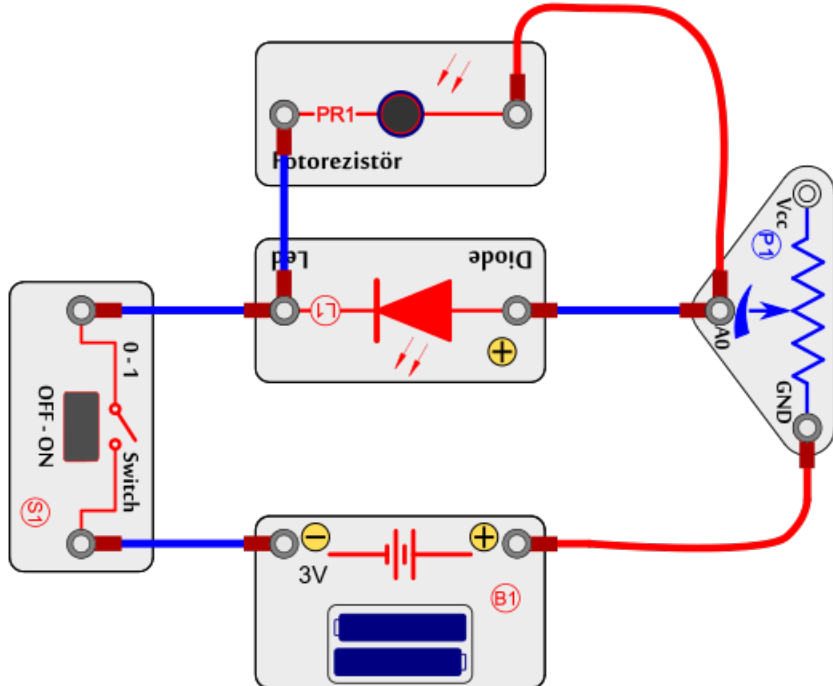 PR1
Fotorezistör
Led
Diode
L1
+
Vcc
P1
A0
GND
0 - 1
OFF - ON
Switch
S1
−
+
3V
B1